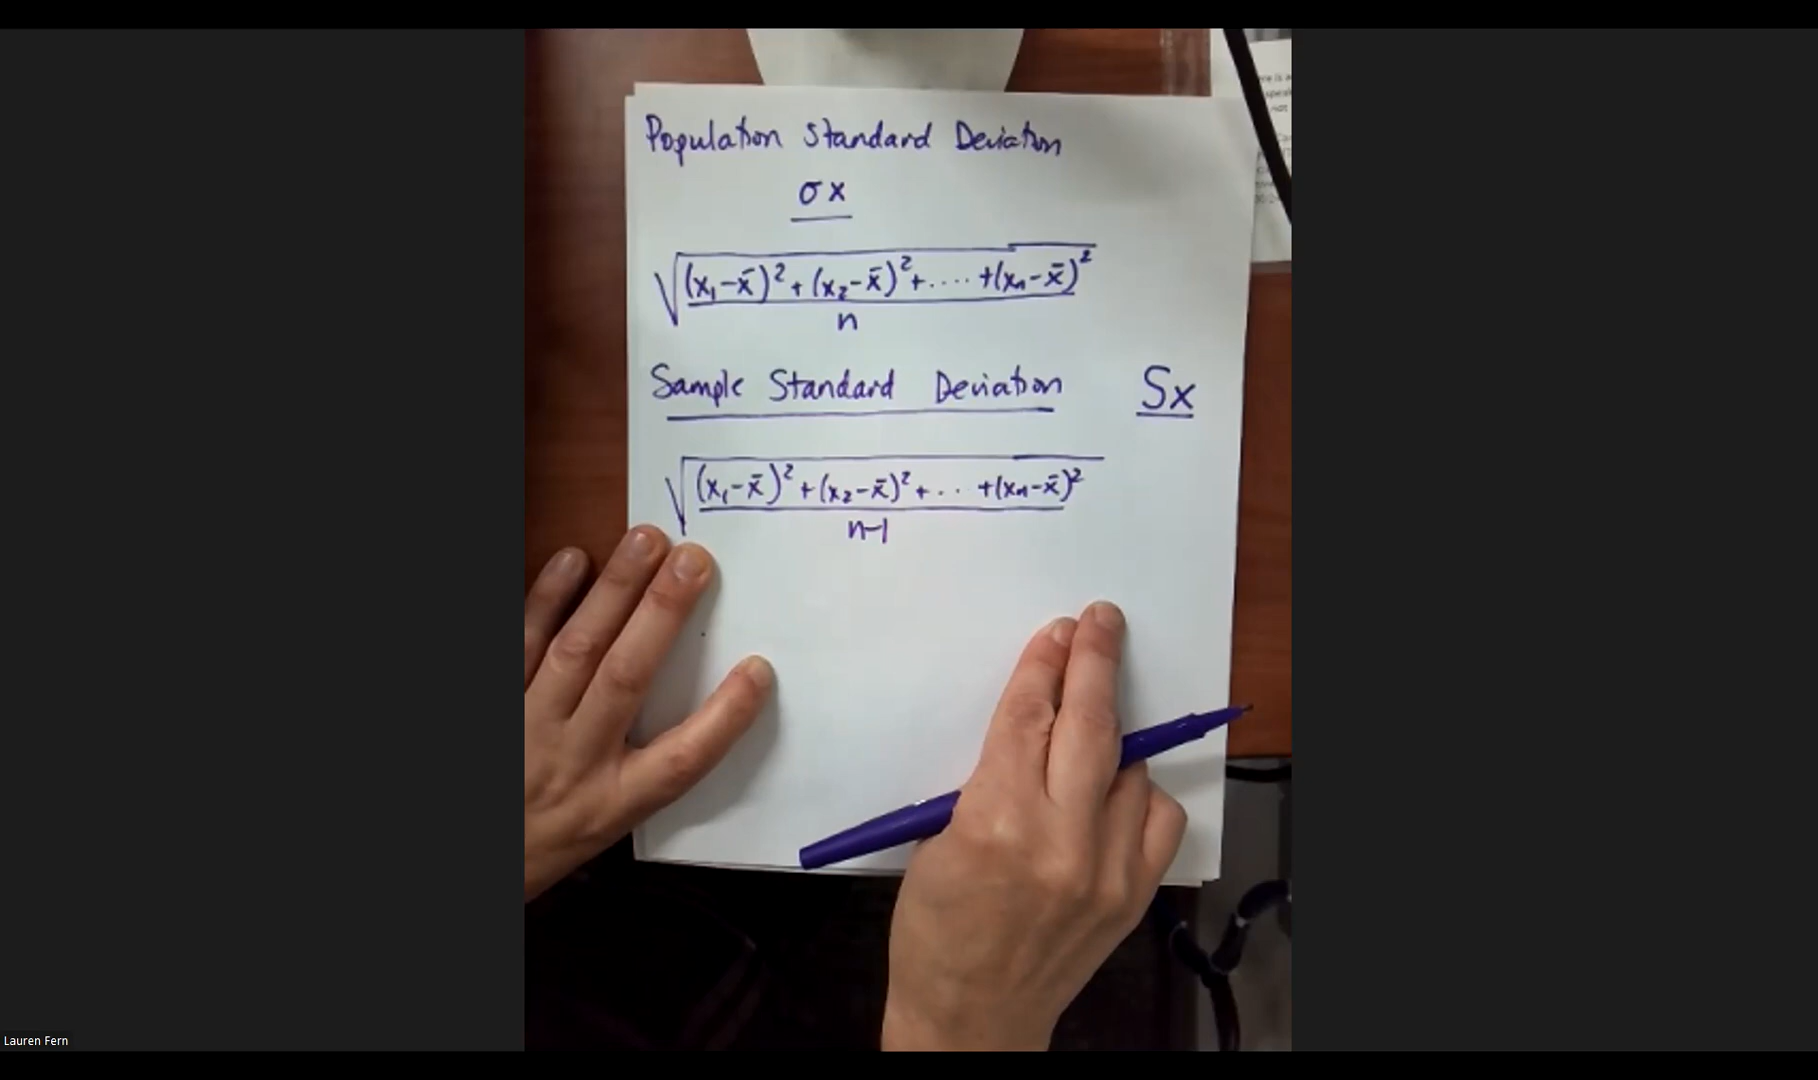 Population Standard Deviation
σx
√((x₁-x̄)²+(x₂-x̄)²+....+(xₙ-x̄)²
n
Sample Standard Deviation Sx
√((x₁-x̄)²+(x₂-x̄)²+...+(xₙ-x̄)²
n-1
Lauren Fern